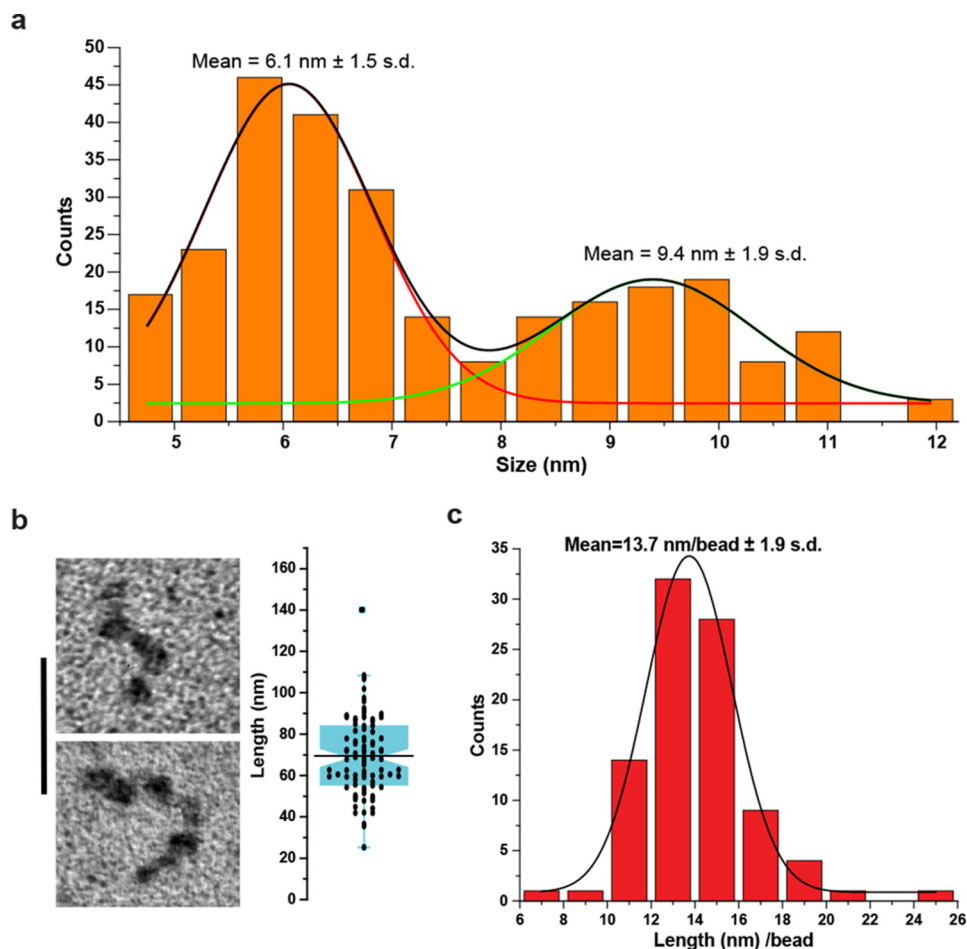 a
Mean = 6.1 nm ± 1.5 s.d.
Mean = 9.4 nm ± 1.9 s.d.
Counts
50
45
40
35
30
25
20
15
10
5
0
5 6 7 8 9 10 11 12
Size (nm)
b
Length (nm)
160
140
120
100
80
60
40
20
0
c
Mean=13.7 nm/bead ± 1.9 s.d.
Counts
35
30
25
20
15
10
5
0
6 8 10 12 14 16 18 20 22 24 26
Length (nm) /bead